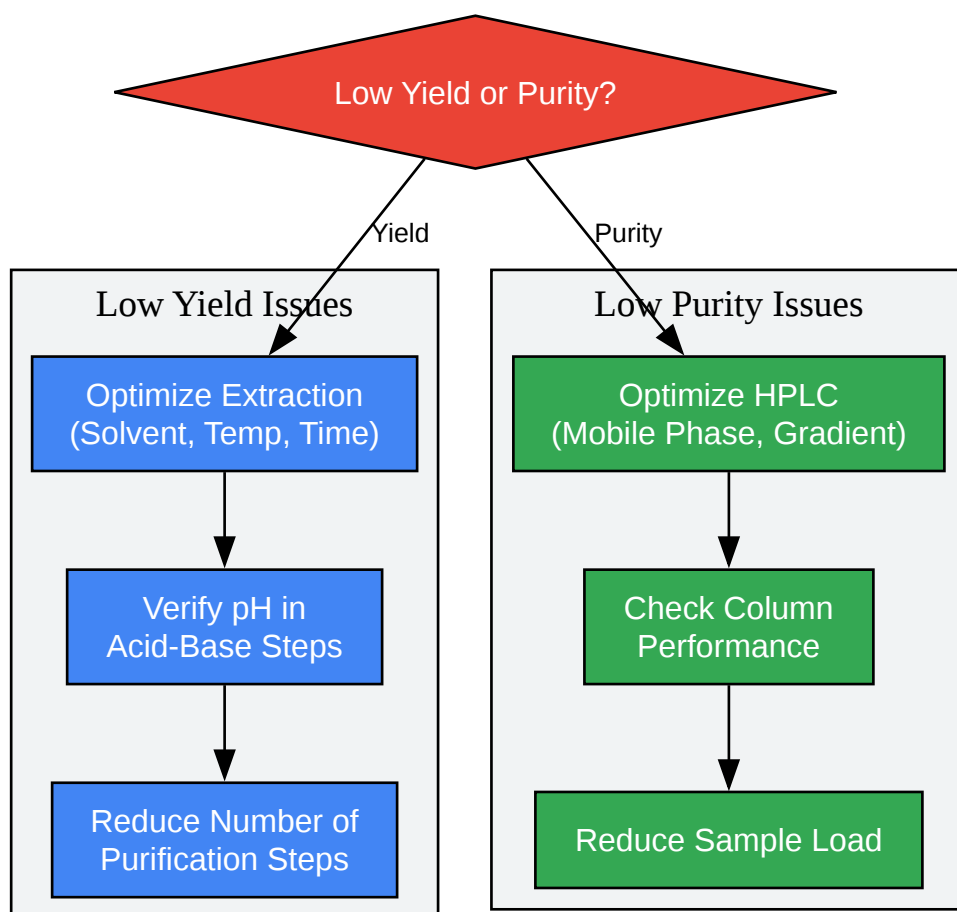 Low Yield or Purity?
Yield
Purity
Low Yield Issues
Optimize Extraction
(Solvent, Temp, Time)
Verify pH in
Acid-Base Steps
Reduce Number of
Purification Steps
Low Purity Issues
Optimize HPLC
(Mobile Phase, Gradient)
Check Column
Performance
Reduce Sample Load